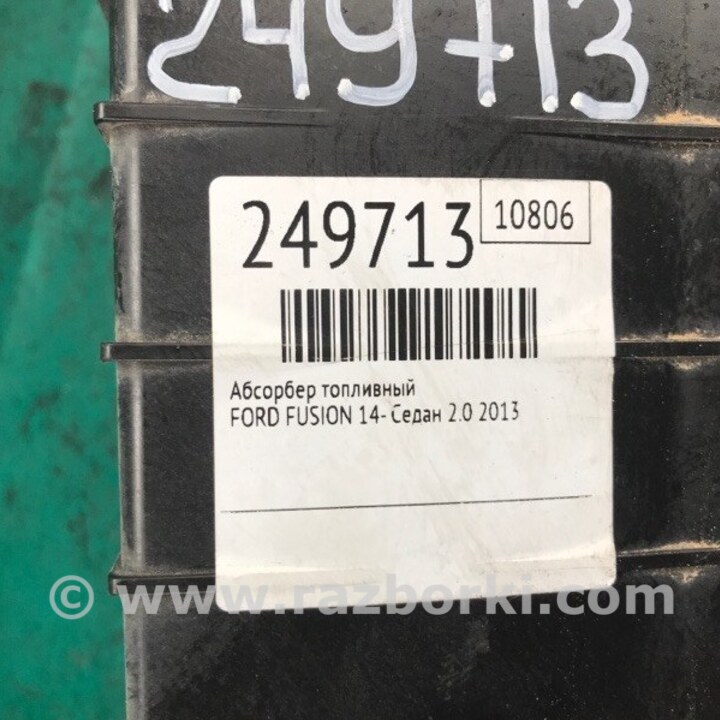 249713
249713
10806
Абсорбер топливный
FORD FUSION 14- Седан 2.0 2013
© www.razborki.com